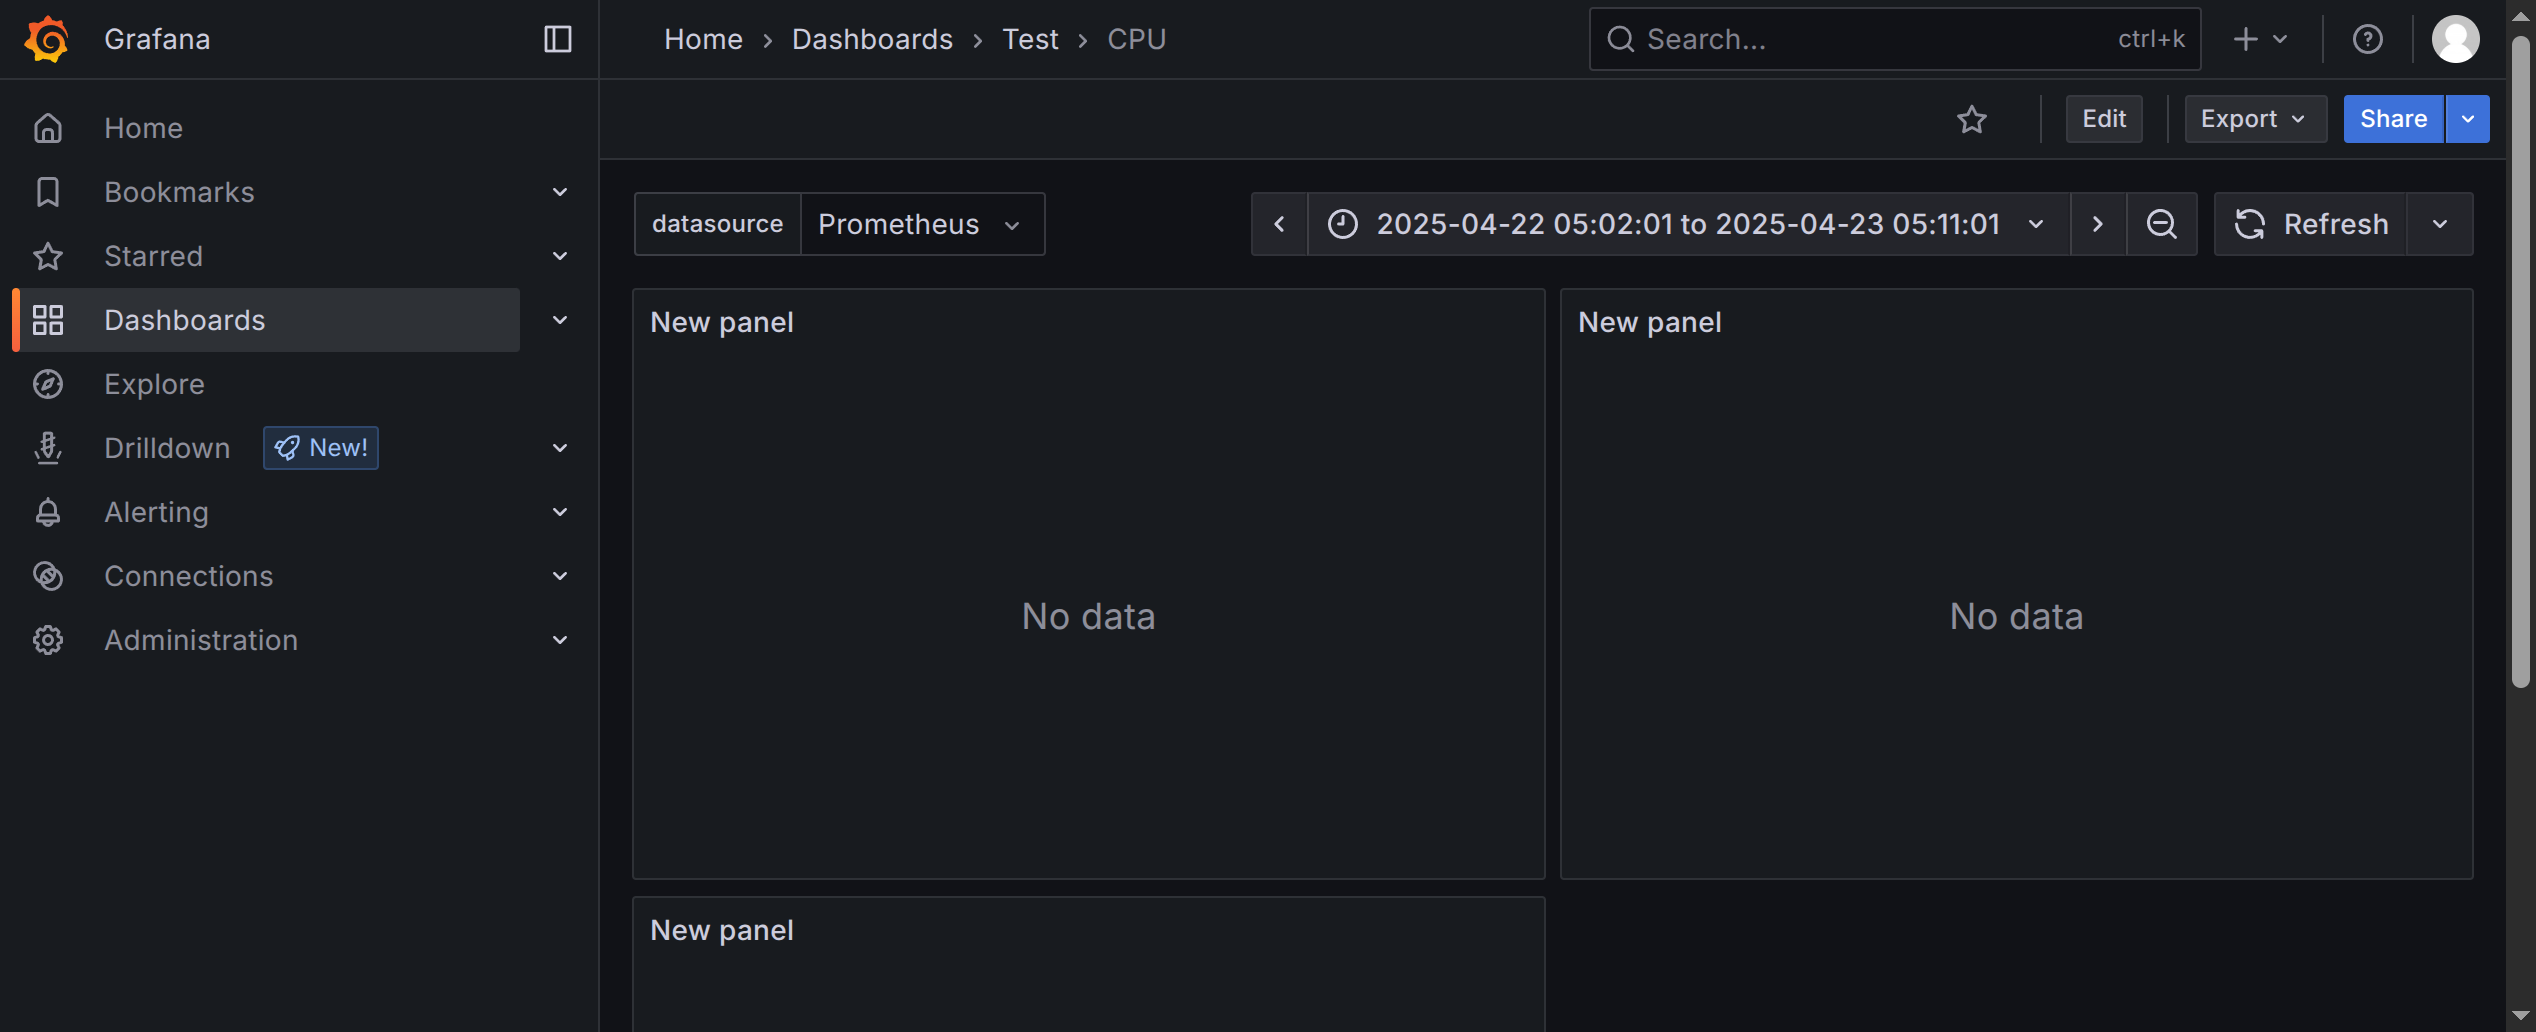 Grafana
Home
Bookmarks
Starred
Dashboards
Explore
Drilldown New!
Alerting
Connections
Administration
Home › Dashboards › Test › CPU
Search... ctrl+k
Edit Export Share
datasource Prometheus
2025-04-22 05:02:01 to 2025-04-23 05:11:01
Refresh
New panel
No data
New panel
No data
New panel